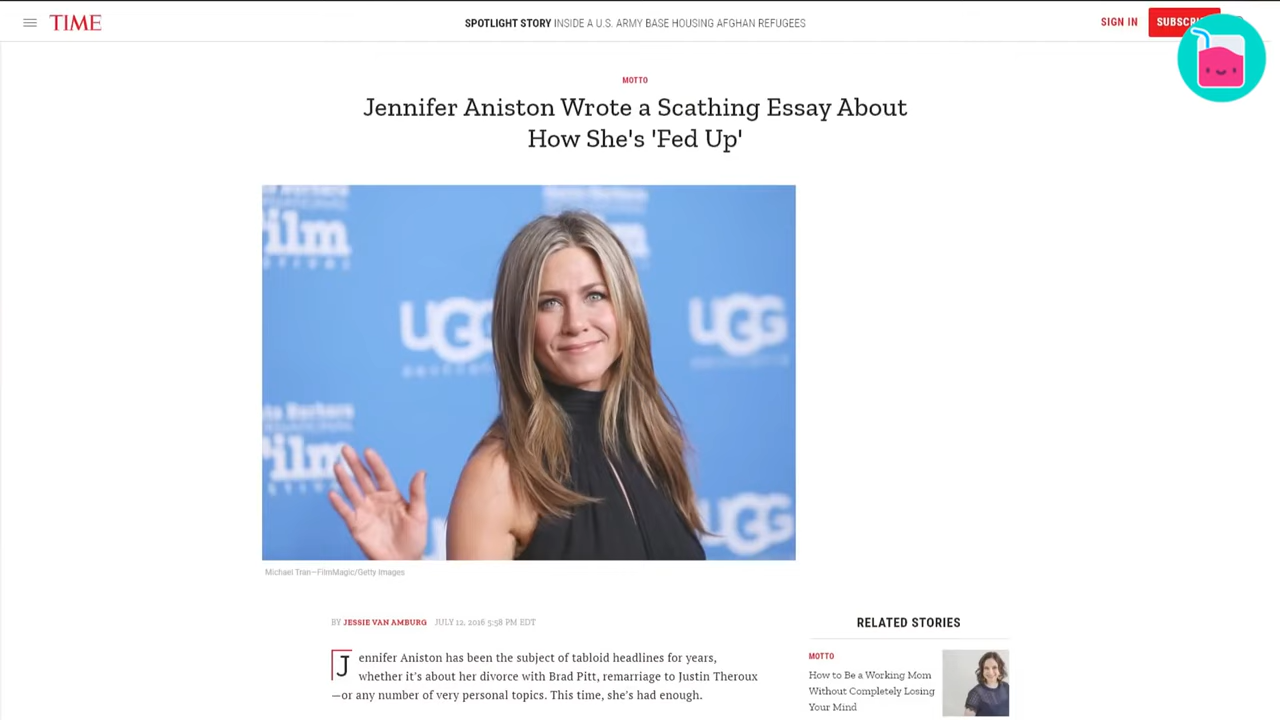 TIME
SPOTLIGHT STORY INSIDE A U.S. ARMY BASE HOUSING AFGHAN REFUGEES
SIGN IN
MOTTO
Jennifer Aniston Wrote a Scathing Essay About
How She's 'Fed Up'
UGG
UGG
UGG
Michael Tran—FilmMagic/Getty Images
BY JESSIE VAN AMBURG JULY 12, 2016 5:58 PM EDT
Jennifer Aniston has been the subject of tabloid headlines for years,
whether it's about her divorce with Brad Pitt, remarriage to Justin Theroux
—or any number of very personal topics. This time, she's had enough.
RELATED STORIES
MOTTO
How to Be a Working Mom
Without Completely Losing
Your Mind